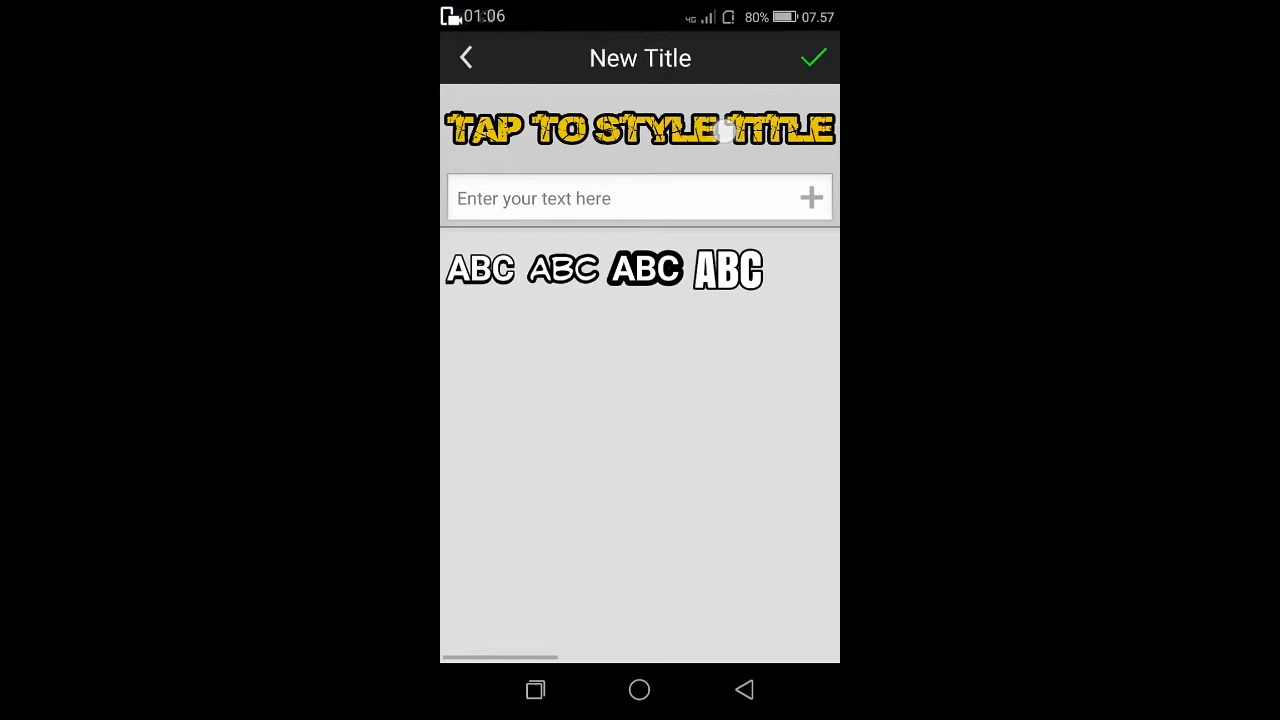 01:06 4G 80% 07.57
New Title
TAP TO STYLE TITLE
Enter your text here
ABC ABC ABC ABC